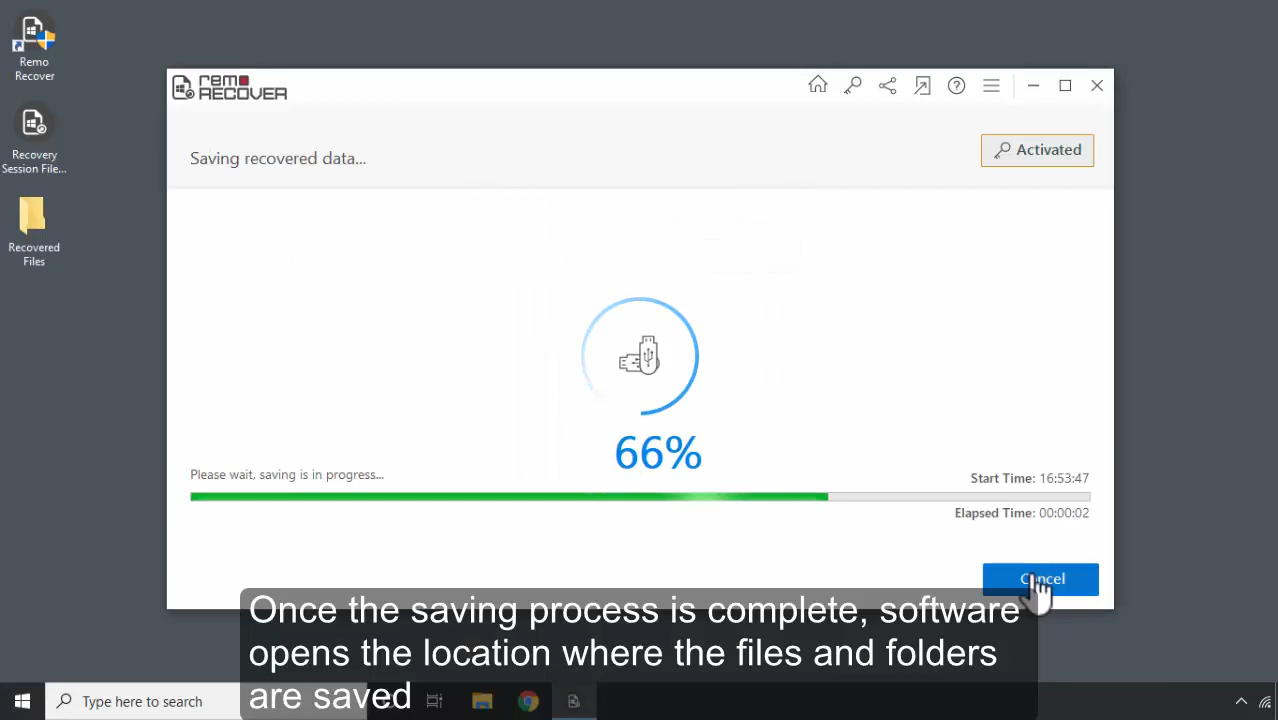 Remo
Recover
Recovery
Session File...
Recovered
Files
remo
RECOVER
Saving recovered data...
Activated
66%
Please wait, saving is in progress...
Start Time: 16:53:47
Elapsed Time: 00:00:02
Cancel
Once the saving process is complete, software
opens the location where the files and folders
are saved
Type here to search